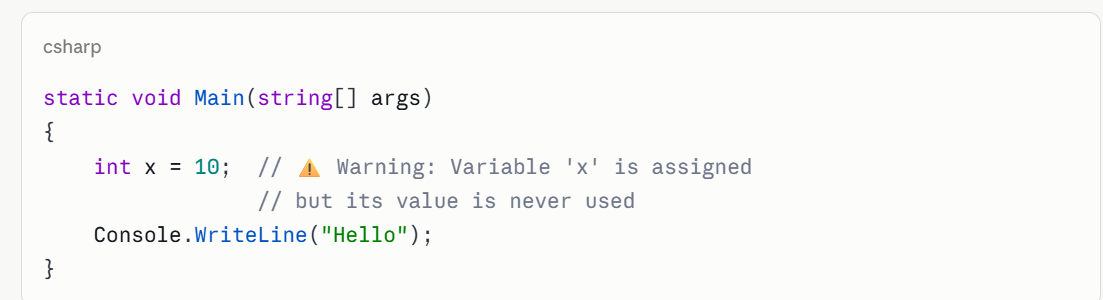 csharp
static void Main(string[] args)
{
    int x = 10;  // ⚠️ Warning: Variable 'x' is assigned
                 // but its value is never used
    Console.WriteLine("Hello");
}